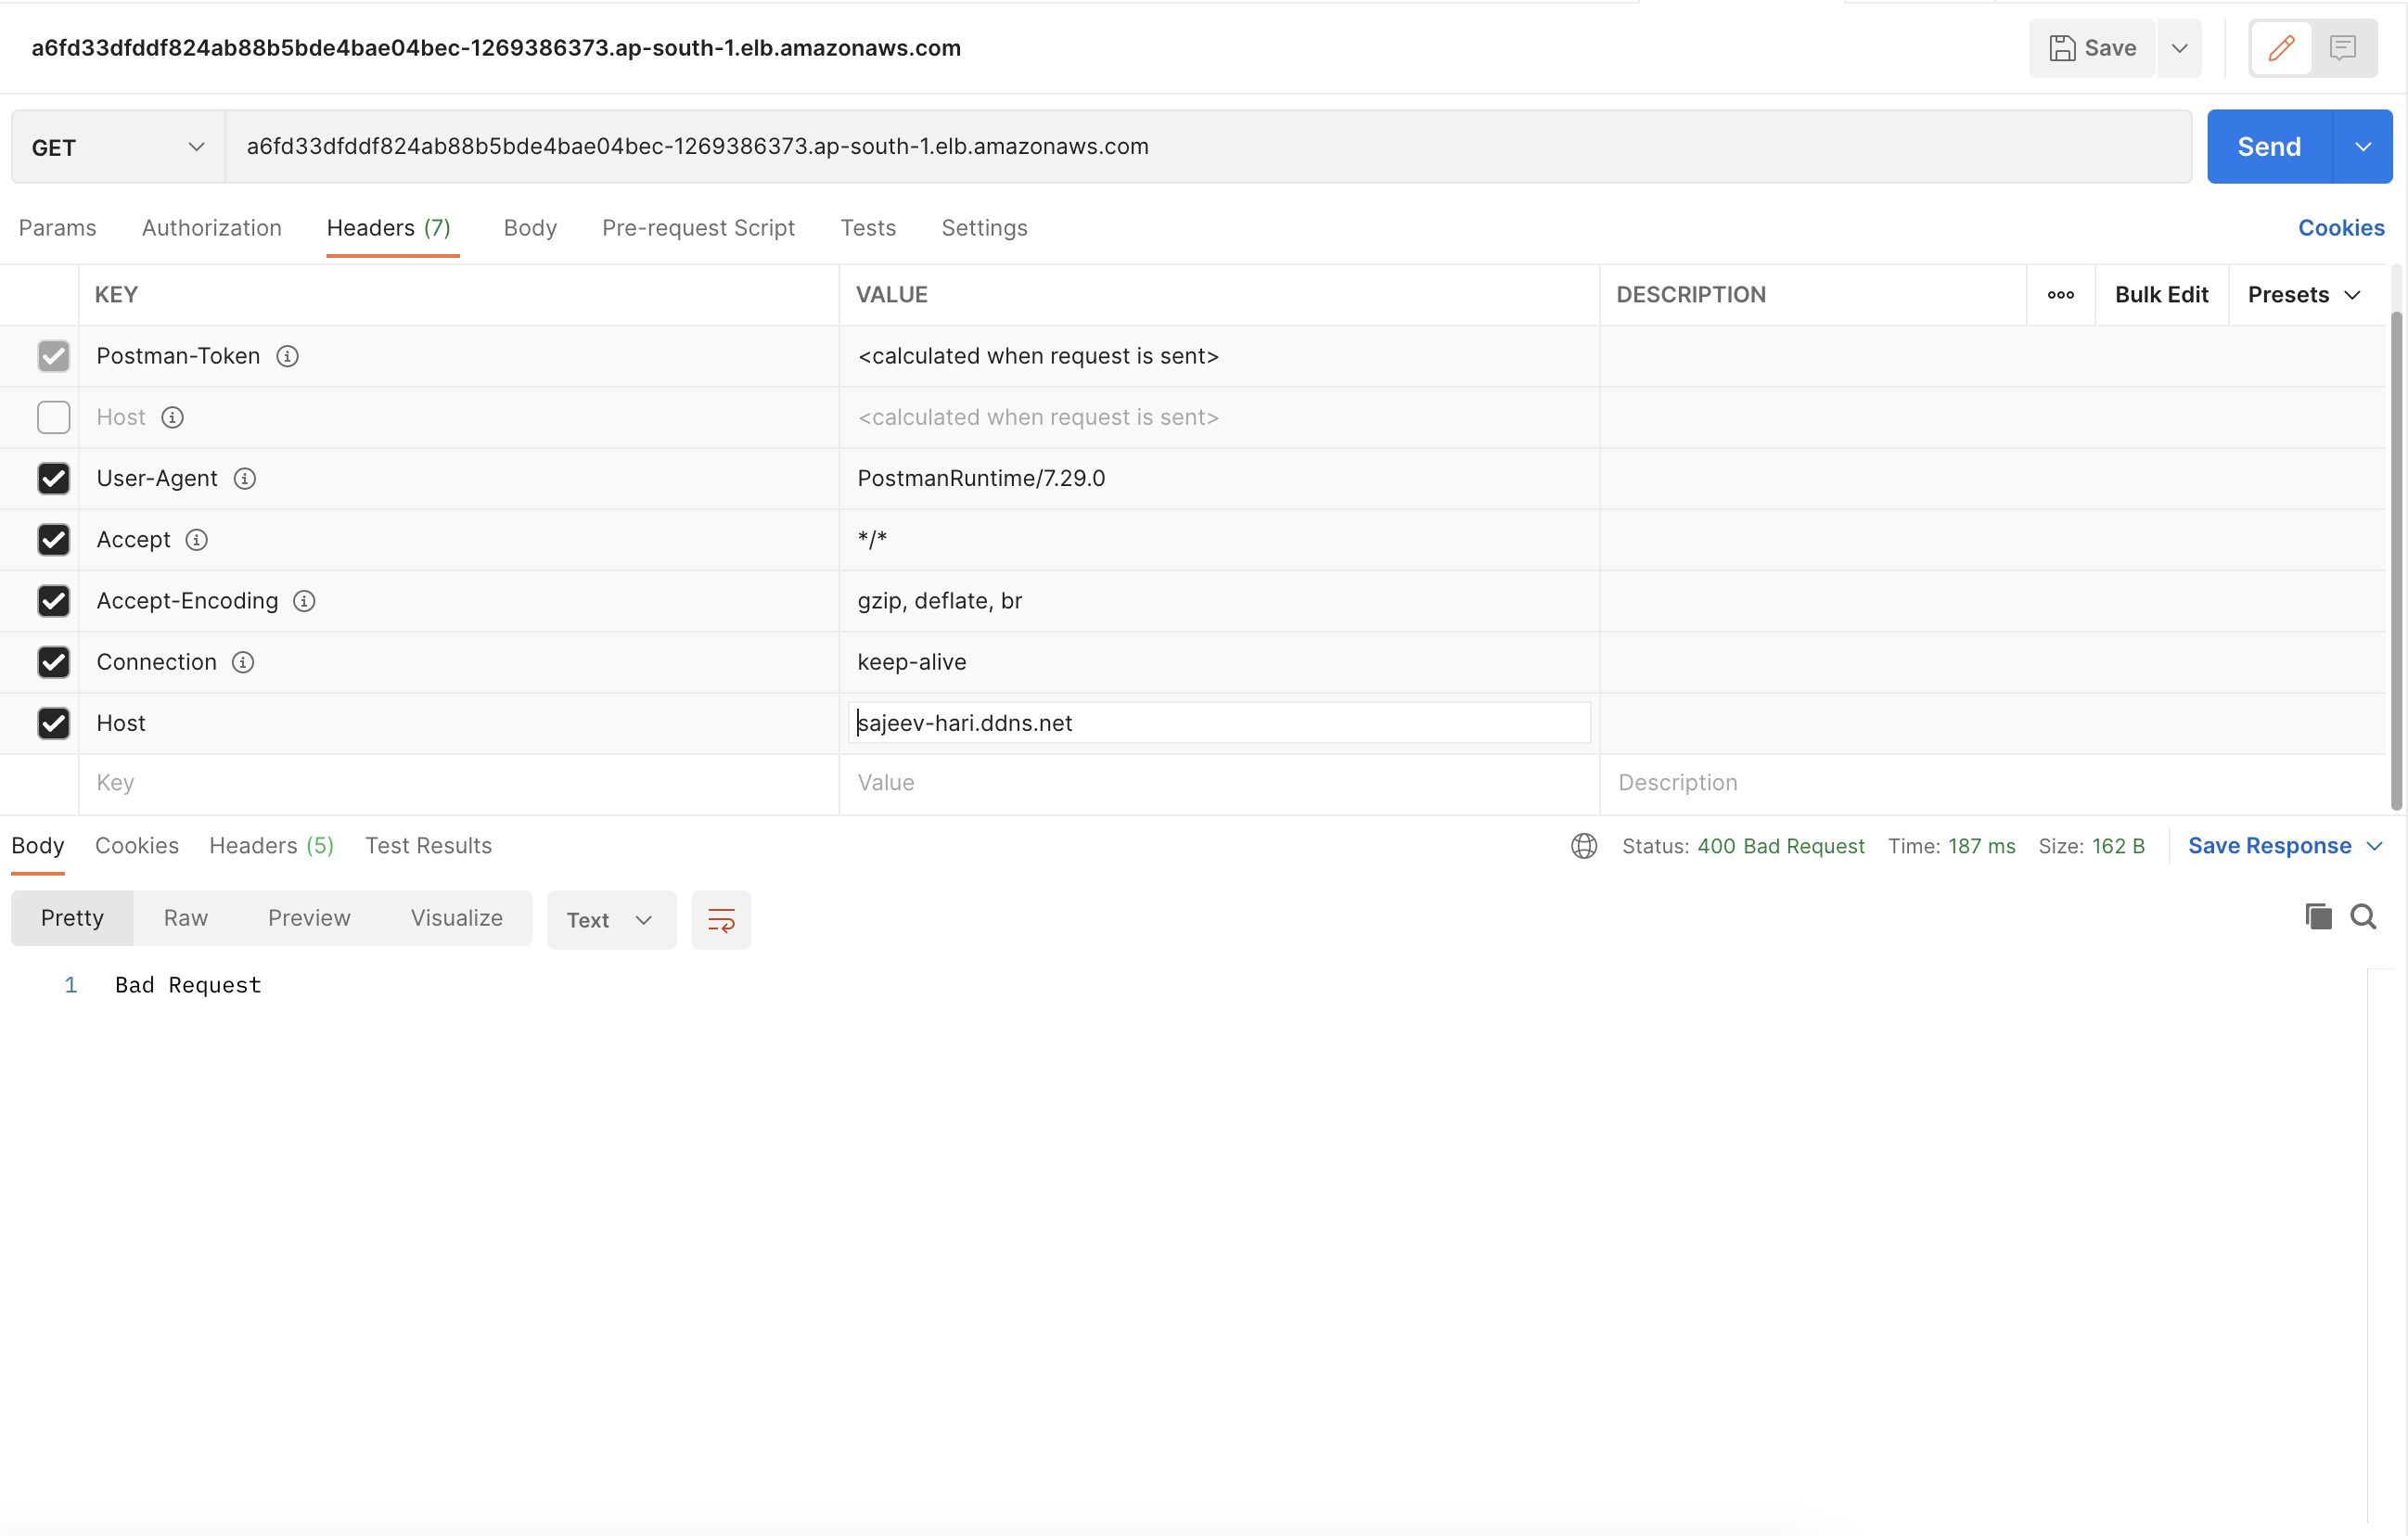 a6fd33dfddf824ab88b5bde4bae04bec-1269386373.ap-south-1.elb.amazonaws.com
Save
GET
a6fd33dfddf824ab88b5bde4bae04bec-1269386373.ap-south-1.elb.amazonaws.com
Send
Params Authorization Headers (7) Body Pre-request Script Tests Settings Cookies
KEY VALUE DESCRIPTION ooo Bulk Edit Presets
Postman-Token <calculated when request is sent>
Host <calculated when request is sent>
User-Agent PostmanRuntime/7.29.0
Accept */*
Accept-Encoding gzip, deflate, br
Connection keep-alive
Host sajeev-hari.ddns.net
Key Value Description
Body Cookies Headers (5) Test Results Status: 400 Bad Request Time: 187 ms Size: 162 B Save Response
Pretty Raw Preview Visualize Text
1 Bad Request